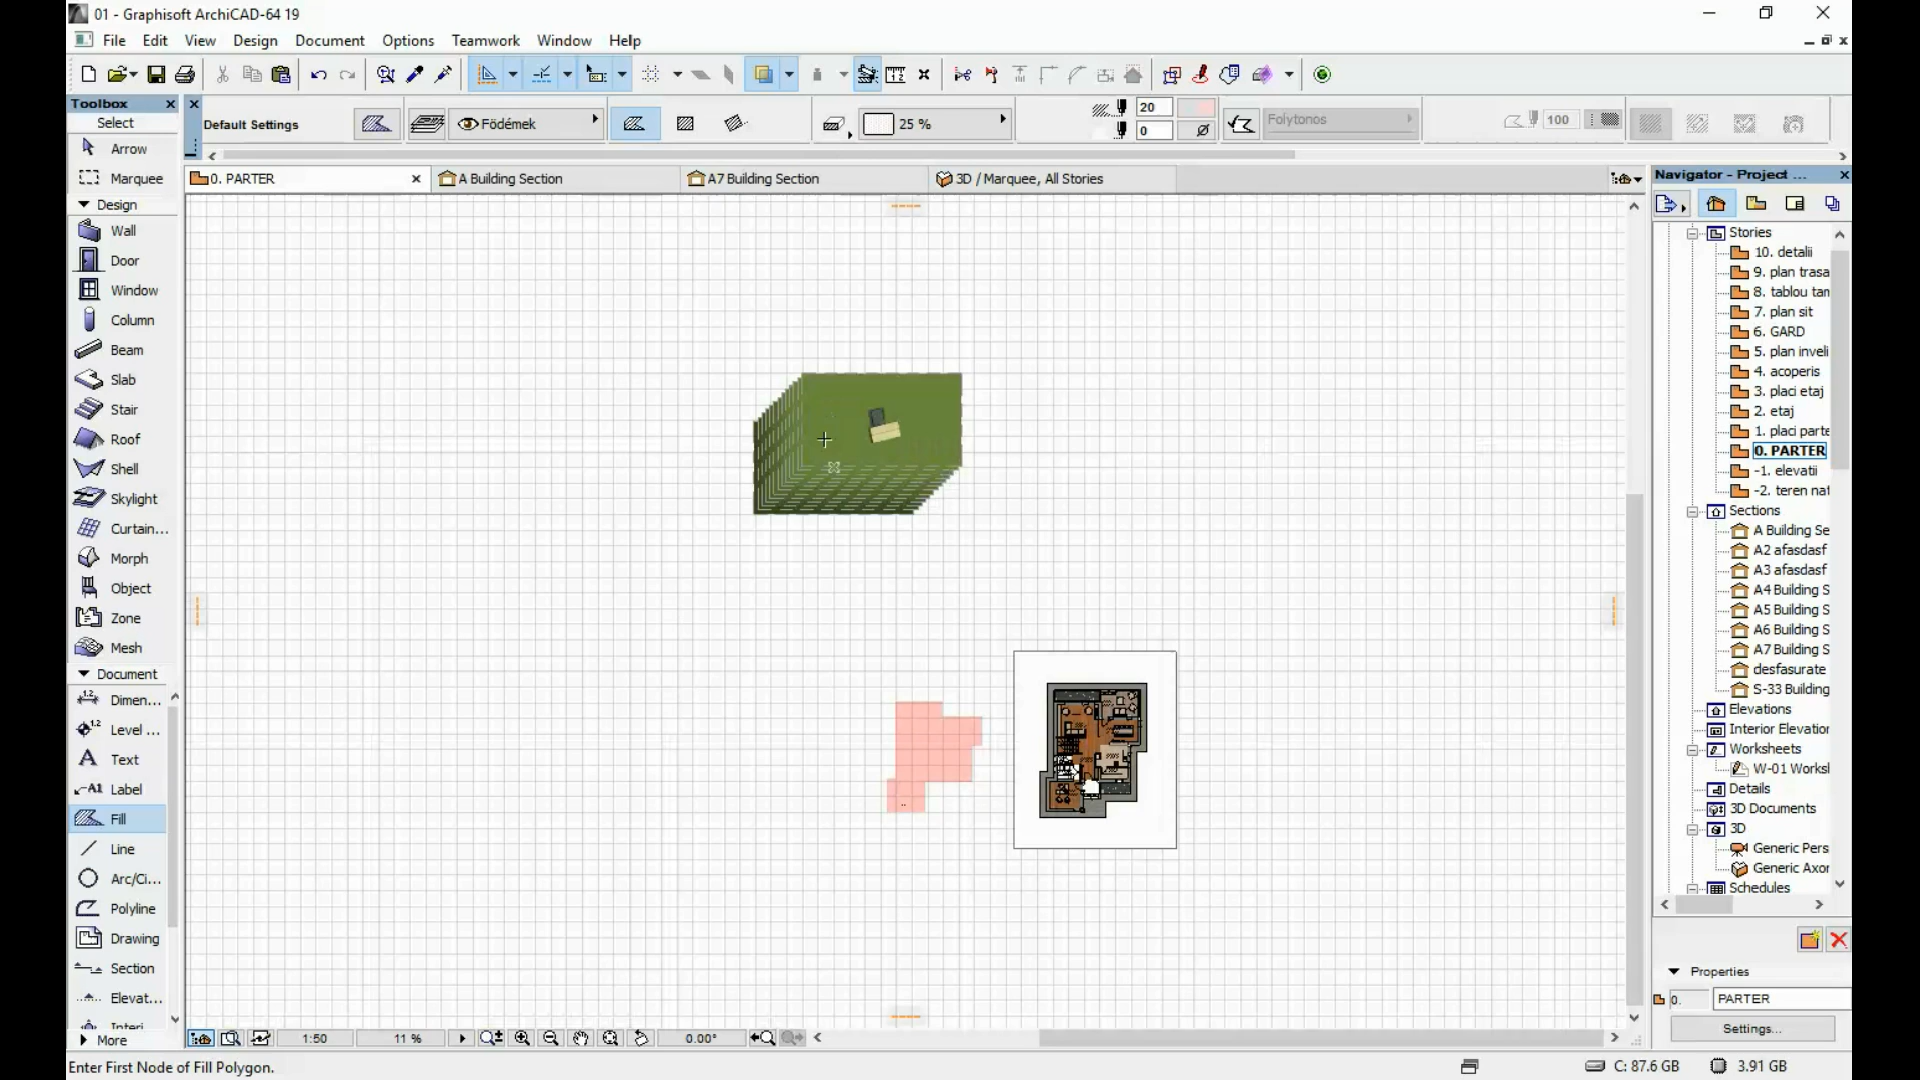 01 - Graphisoft ArchiCAD-64 19
File Edit View Design Document Options Teamwork Window Help
Toolbox
Select
Default Settings
Födémek
25 %
20
0
Folytonos
100
Arrow
Marquee
0. PARTER
A Building Section
A7 Building Section
3D / Marquee, All Stories
Navigator - Project ...
Design
Wall
Door
Window
Column
Beam
Slab
Stair
Roof
Shell
Skylight
Curtain...
Morph
Object
Zone
Mesh
Document
Dimen...
Level ...
Text
Label
Fill
Line
Arc/Ci...
Polyline
Drawing
Section
Elevat...
Interi
More
Stories
10. detalii
9. plan trasa
8. tablou tam
7. plan sit
6. GARD
5. plan inveli
4. acoperis
3. placi etaj
2. etaj
1. placi parte
0. PARTER
-1. elevatii
-2. teren nat
Sections
A Building Se
A2 afasdasf
A3 afasdasf
A4 Building S
A5 Building S
A6 Building S
A7 Building S
desfasurate
S-33 Building
Elevations
Interior Elevation
Worksheets
W-01 Worksh
Details
3D Documents
3D
Generic Pers
Generic Axon
Schedules
Properties
0. PARTER
Settings...
1:50
11 %
0.00°
Enter First Node of Fill Polygon.
C: 87.6 GB
3.91 GB